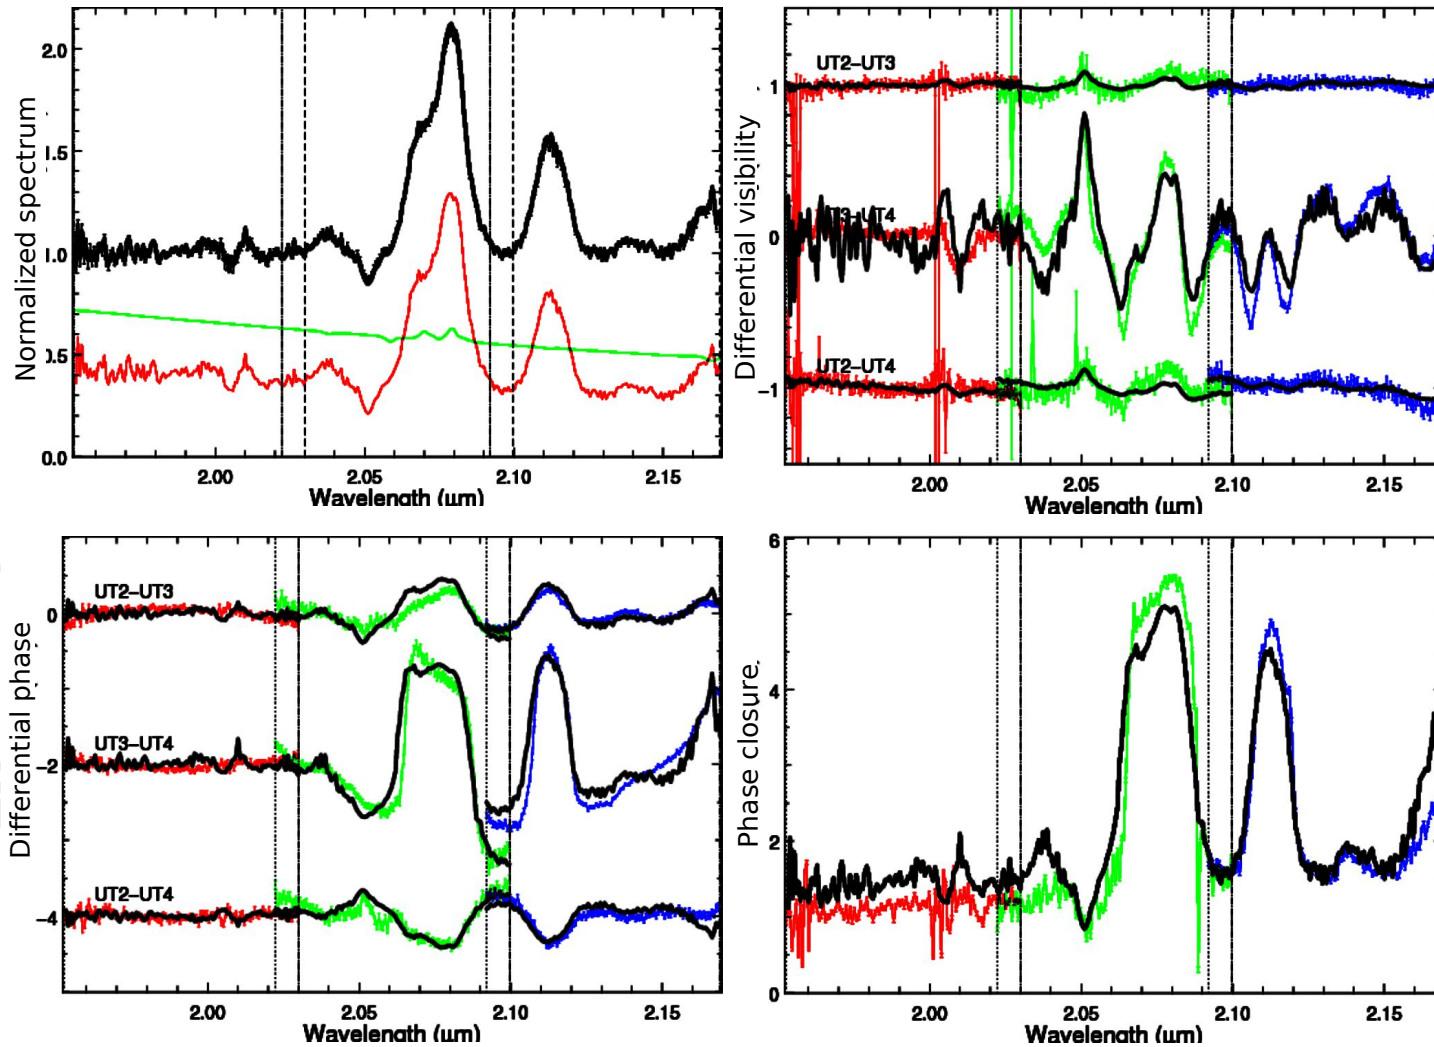 Normalized spectrum
2.0
1.5
1.0
0.5
0.0
2.00 2.05 2.10 2.15
Wavelength (μm)
Differential visibility
UT2-UT3
UT3-UT4
UT2-UT4
1
0
-1
2.00 2.05 2.10 2.15
Wavelength (μm)
Differential phase
UT2-UT3
UT3-UT4
UT2-UT4
0
-2
-4
2.00 2.05 2.10 2.15
Wavelength (μm)
Phase closure
6
4
2
0
2.00 2.05 2.10 2.15
Wavelength (μm)